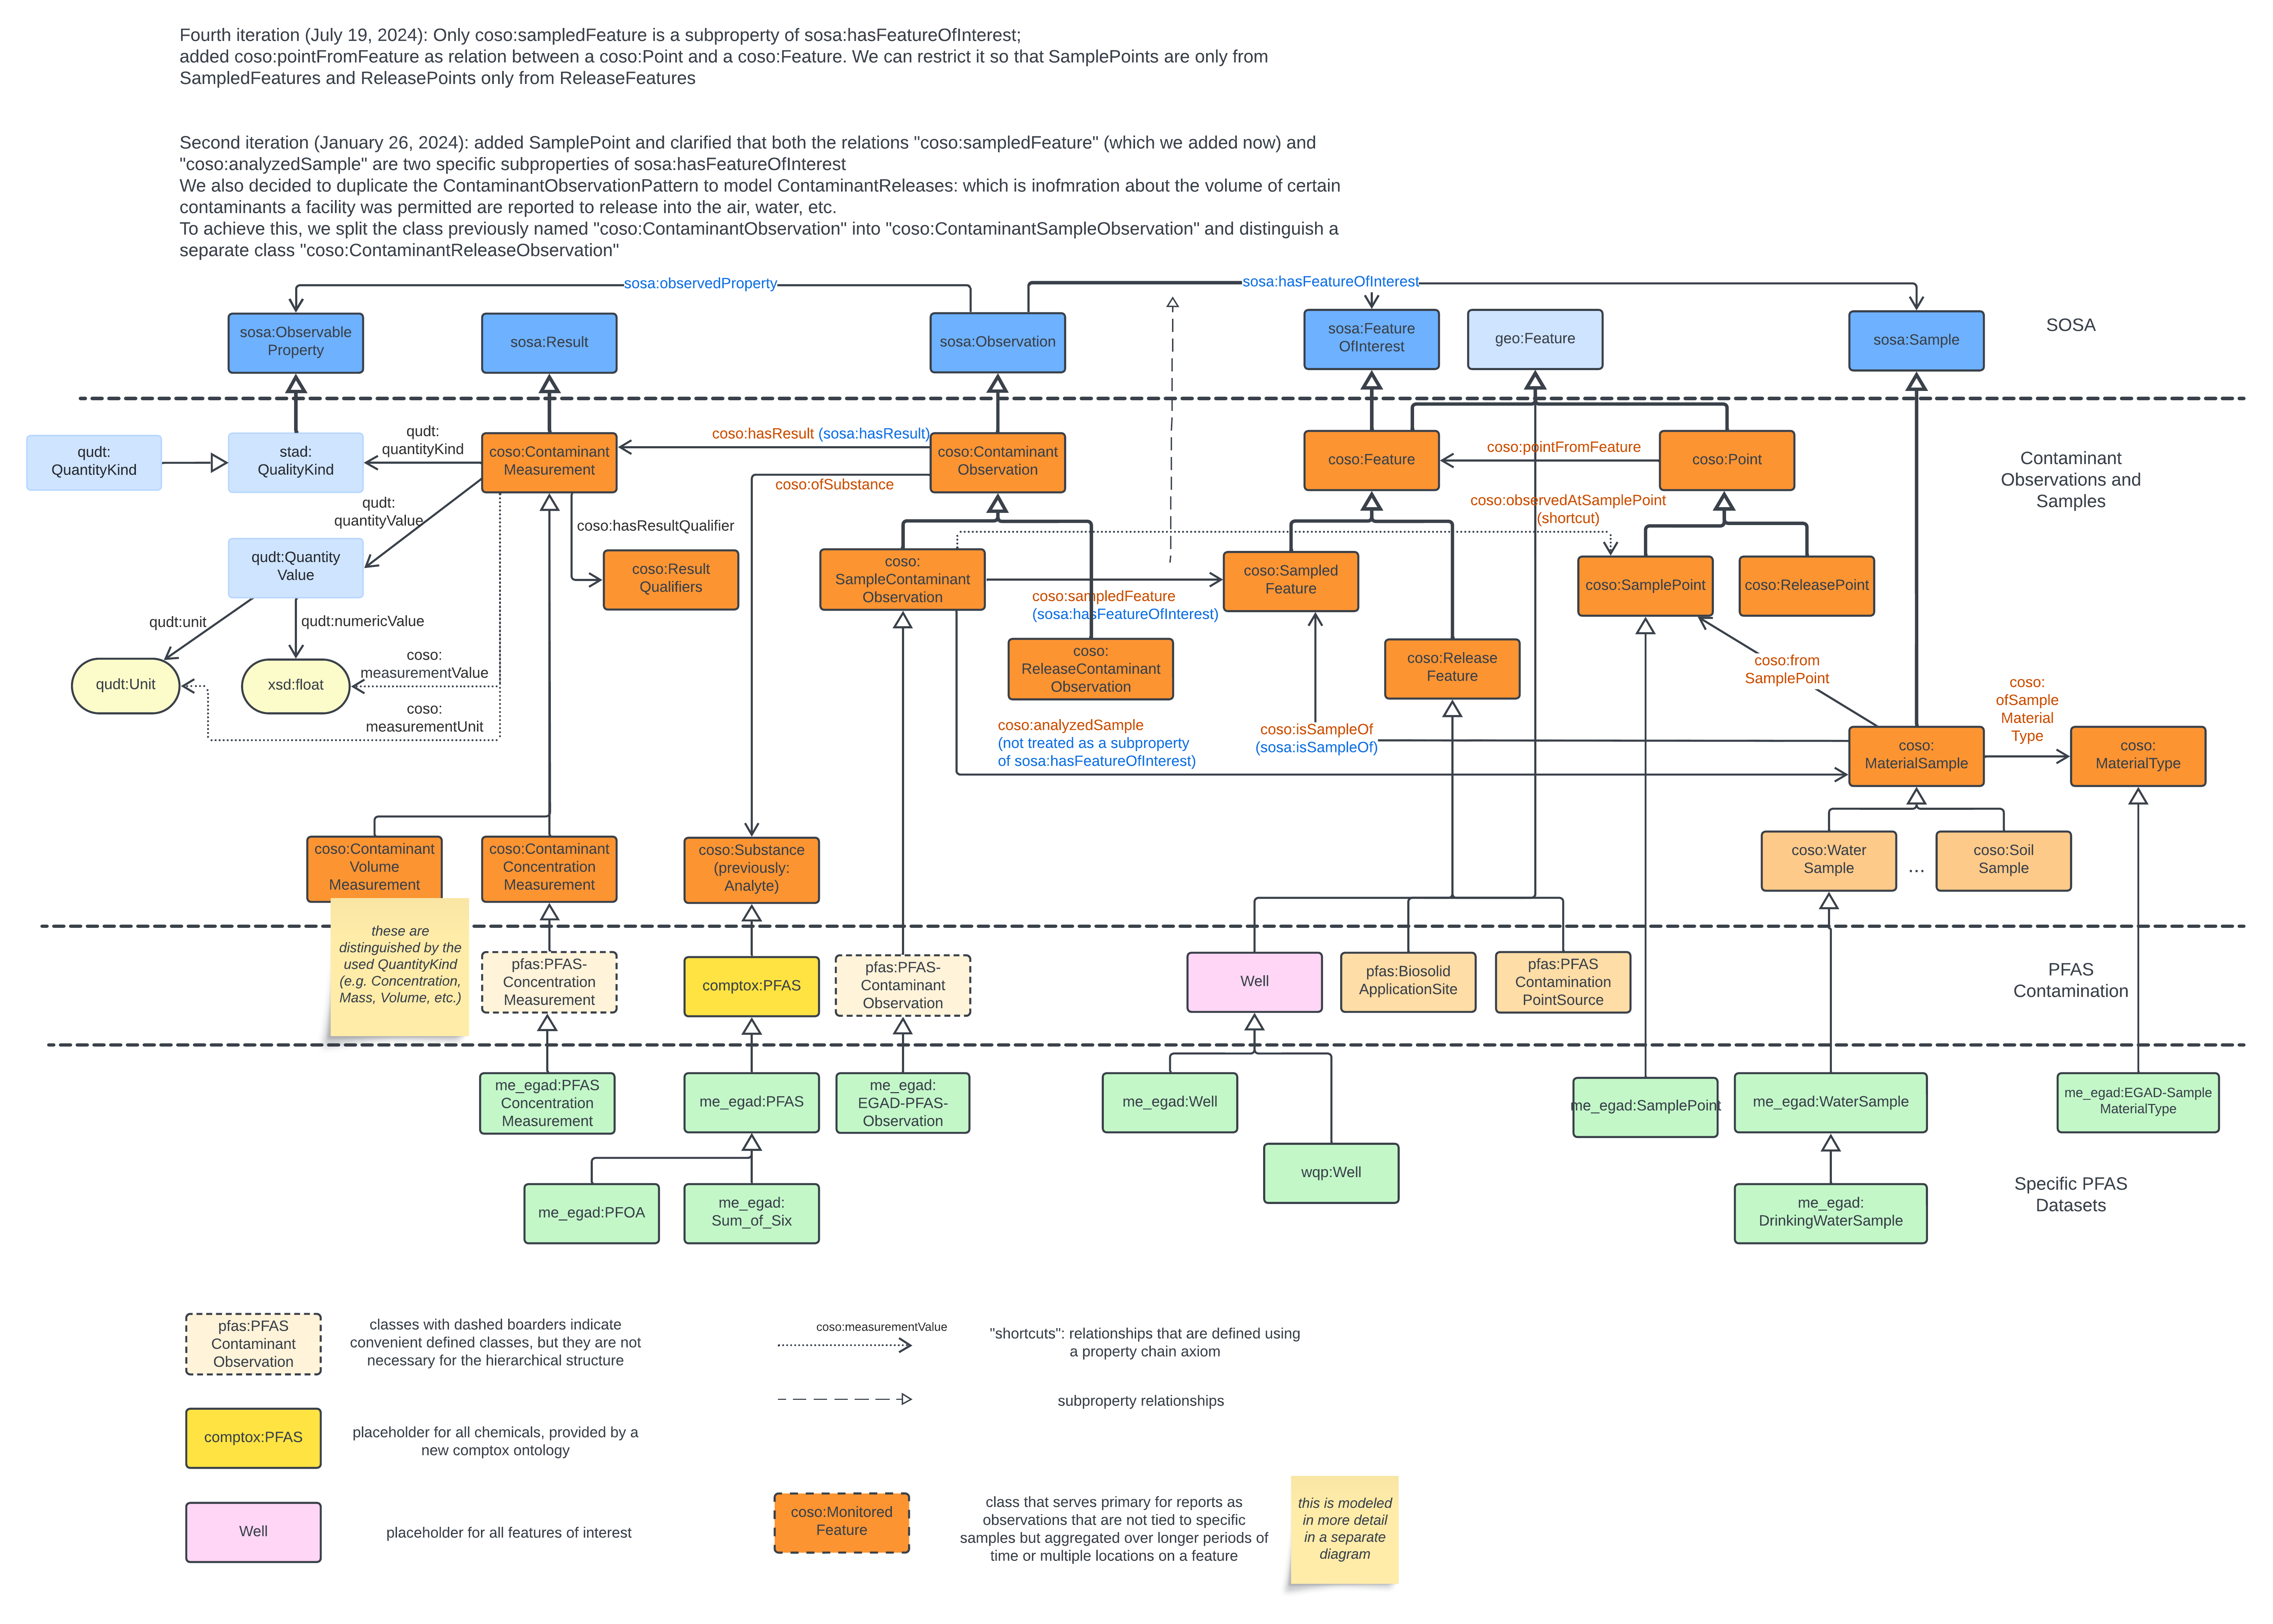 Fourth iteration (July 19, 2024): Only coso:sampledFeature is a subproperty of sosa:hasFeatureOfInterest;
added coso:pointFromFeature as relation between a coso:Point and a coso:Feature. We can restrict it so that SamplePoints are only from
SampledFeatures and ReleasePoints only from ReleaseFeatures
Second iteration (January 26, 2024): added SamplePoint and clarified that both the relations "coso:sampledFeature" (which we added now) and
"coso:analyzedSample" are two specific subproperties of sosa:hasFeatureOfInterest
We also decided to duplicate the ContaminantObservationPattern to model ContaminantReleases: which is inofmration about the volume of certain
contaminants a facility was permitted are reported to release into the air, water, etc.
To achieve this, we split the class previously named "coso:ContaminantObservation" into "coso:ContaminantSampleObservation" and distinguish a
separate class "coso:ContaminantReleaseObservation"
sosa:observedProperty
sosa:hasFeatureOfInterest
sosa:Observable
Property
sosa:Result
sosa:Observation
sosa:Feature
OfInterest
geo:Feature
sosa:Sample
SOSA
qudt:
QuantityKind
stad:
QualityKind
qudt:
quantityKind
coso:Contaminant
Measurement
coso:hasResult (sosa:hasResult)
coso:Contaminant
Observation
coso:ofSubstance
coso:Feature
coso:pointFromFeature
coso:Point
Contaminant
Observations and
Samples
qudt:
quantityValue
coso:hasResultQualifier
coso:observedAtSamplePoint
(shortcut)
qudt:Quantity
Value
coso:Result
Qualifiers
coso:
SampleContaminant
Observation
coso:Sampled
Feature
coso:SamplePoint
coso:ReleasePoint
coso:sampledFeature
(sosa:hasFeatureOfInterest)
qudt:unit
qudt:numericValue
coso:
measurementValue
qudt:Unit
xsd:float
coso:
measurementUnit
coso:
ReleaseContaminant
Observation
coso:Release
Feature
coso:from
SamplePoint
coso:
ofSample
Material
Type
coso:analyzedSample
(not treated as a subproperty
of sosa:hasFeatureOfInterest)
coso:isSampleOf
(sosa:isSampleOf)
coso:
MaterialSample
coso:
MaterialType
coso:Contaminant
Volume
Measurement
coso:Contaminant
Concentration
Measurement
coso:Substance
(previously:
Analyte)
coso:Water
Sample
...
coso:Soil
Sample
these are
distinguished by the
used QuantityKind
(e.g. Concentration,
Mass, Volume, etc.)
pfas:PFAS-
Concentration
Measurement
comptox:PFAS
pfas:PFAS-
Contaminant
Observation
Well
pfas:Biosolid
ApplicationSite
pfas:PFAS
Contamination
PointSource
PFAS
Contamination
me_egad:PFAS
Concentration
Measurement
me_egad:PFAS
me_egad:
EGAD-PFAS-
Observation
me_egad:Well
me_egad:SamplePoint
me_egad:WaterSample
me_egad:EGAD-Sample
MaterialType
wqp:Well
me_egad:PFOA
me_egad:
Sum_of_Six
me_egad:
DrinkingWaterSample
Specific PFAS
Datasets
pfas:PFAS
Contaminant
Observation
classes with dashed boarders indicate
convenient defined classes, but they are not
necessary for the hierarchical structure
coso:measurementValue
"shortcuts": relationships that are defined using
a property chain axiom
subproperty relationships
comptox:PFAS
placeholder for all chemicals, provided by a
new comptox ontology
Well
placeholder for all features of interest
coso:Monitored
Feature
class that serves primary for reports as
observations that are not tied to specific
samples but aggregated over longer periods of
time or multiple locations on a feature
this is modeled
in more detail
in a separate
diagram